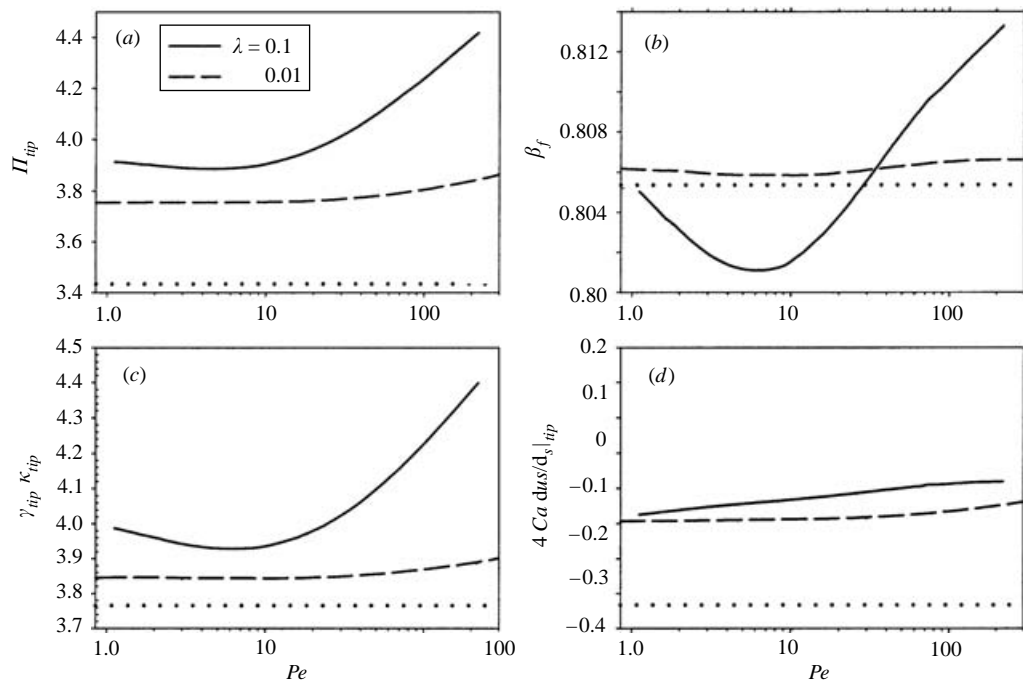 4.4
4.2
4.0
3.8
3.6
3.4
Π_tip
(a)
λ = 0.1
0.01
1.0 10 100
0.812
0.808
0.804
0.80
β_f
(b)
1.0 10 100
Pe
4.5
4.4
4.3
4.2
4.1
4.0
3.9
3.8
3.7
γ_tip κ_tip
(c)
1.0 10 100
Pe
0.2
0.1
0
−0.1
−0.2
−0.3
−0.4
4 Ca dus/d_s|_tip
(d)
1.0 10 100
Pe